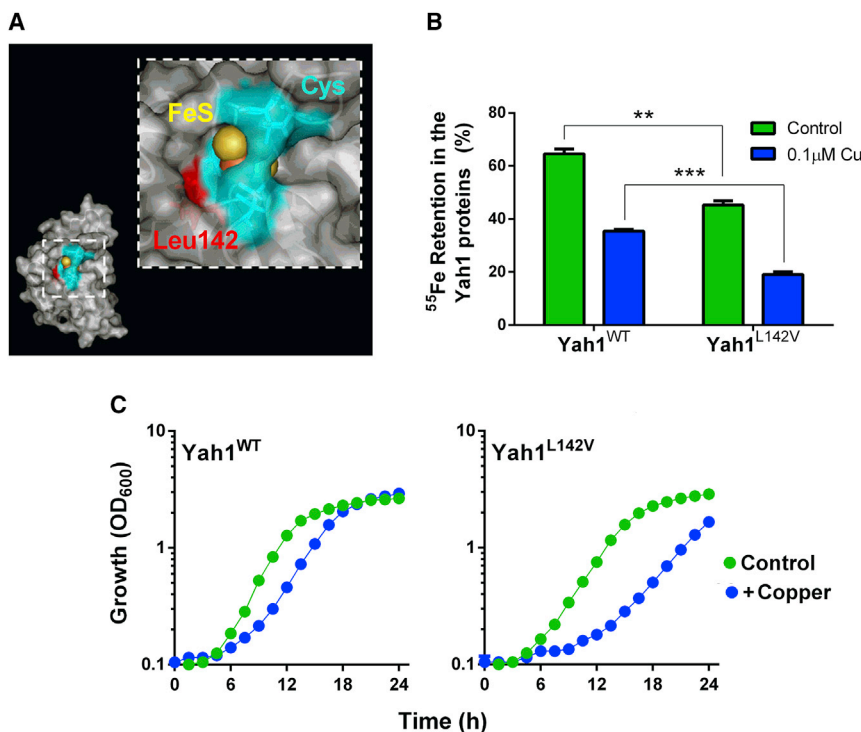 A
FeS
Cys
Leu142
B
55Fe Retention in the
Yah1 proteins (%)
80
60
40
20
0
**
***
Control
0.1μM Cu
Yah1WT
Yah1L142V
C
Growth (OD600)
10
1
0.1
Yah1WT
0 6 12 18 24
10
1
0.1
Yah1L142V
0 6 12 18 24
Control
+ Copper
Time (h)